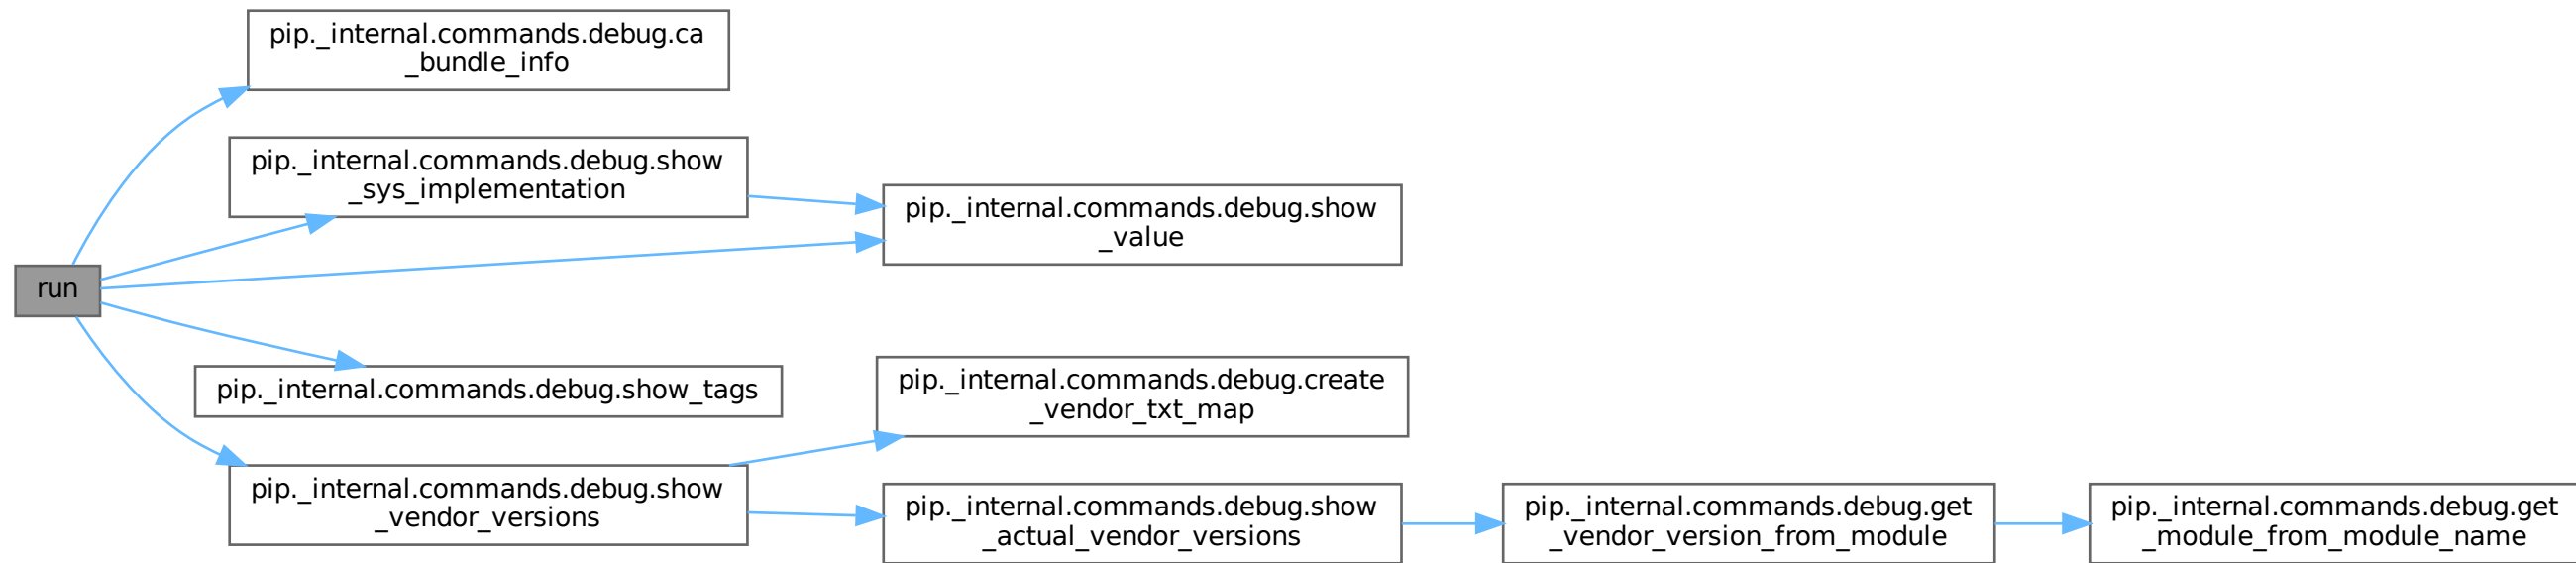 pip._internal.commands.debug.ca
_bundle_info
pip._internal.commands.debug.show
_sys_implementation
pip._internal.commands.debug.show
_value
run
pip._internal.commands.debug.show_tags
pip._internal.commands.debug.create
_vendor_txt_map
pip._internal.commands.debug.show
_vendor_versions
pip._internal.commands.debug.show
_actual_vendor_versions
pip._internal.commands.debug.get
_vendor_version_from_module
pip._internal.commands.debug.get
_module_from_module_name